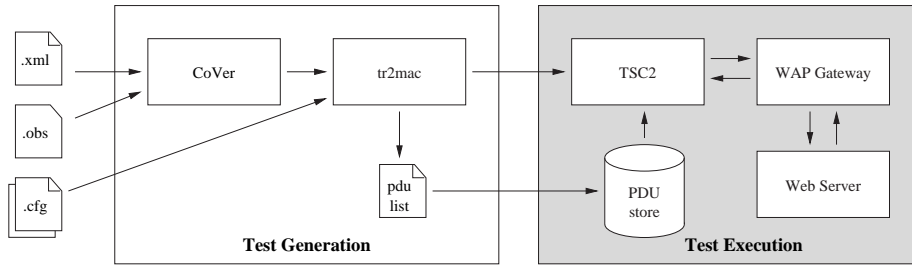 .xml
CoVer
tr2mac
TSC2
WAP Gateway
.obs
.cfg
pdu
list
PDU
store
Web Server
Test Generation
Test Execution